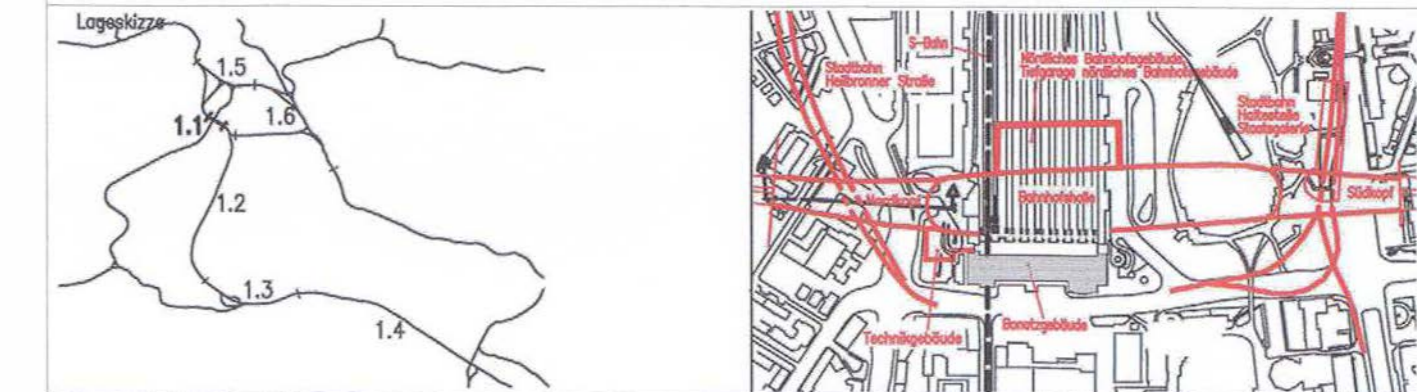 Lageskizze
1.5
1.6
1.1
1.2
1.3
1.4
S-Bahn
Nördliches Bahnhofsgebäude,
Tiefgarage nördliches Bahnhofsgebäude
Stadtbahn
Heilbronner Straße
Stadtbahn
Haltestelle
Staatsgalerie
Nordkopf
Bahnhofshalle
Südkopf
Technikgebäude
Bonatzgebäude